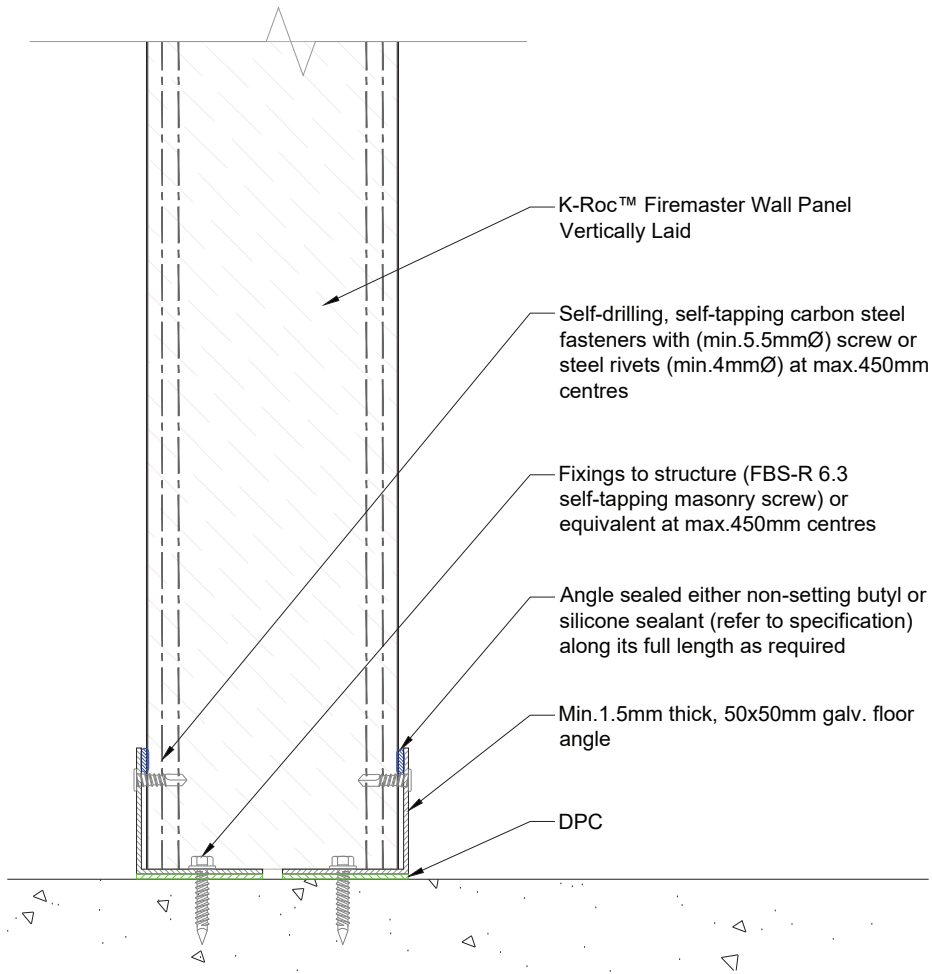 K-Roc™ Firemaster Wall Panel
Vertically Laid
Self-drilling, self-tapping carbon steel
fasteners with (min.5.5mmØ) screw or
steel rivets (min.4mmØ) at max.450mm
centres
Fixings to structure (FBS-R 6.3
self-tapping masonry screw) or
equivalent at max.450mm centres
Angle sealed either non-setting butyl or
silicone sealant (refer to specification)
along its full length as required
Min.1.5mm thick, 50x50mm galv. floor
angle
DPC